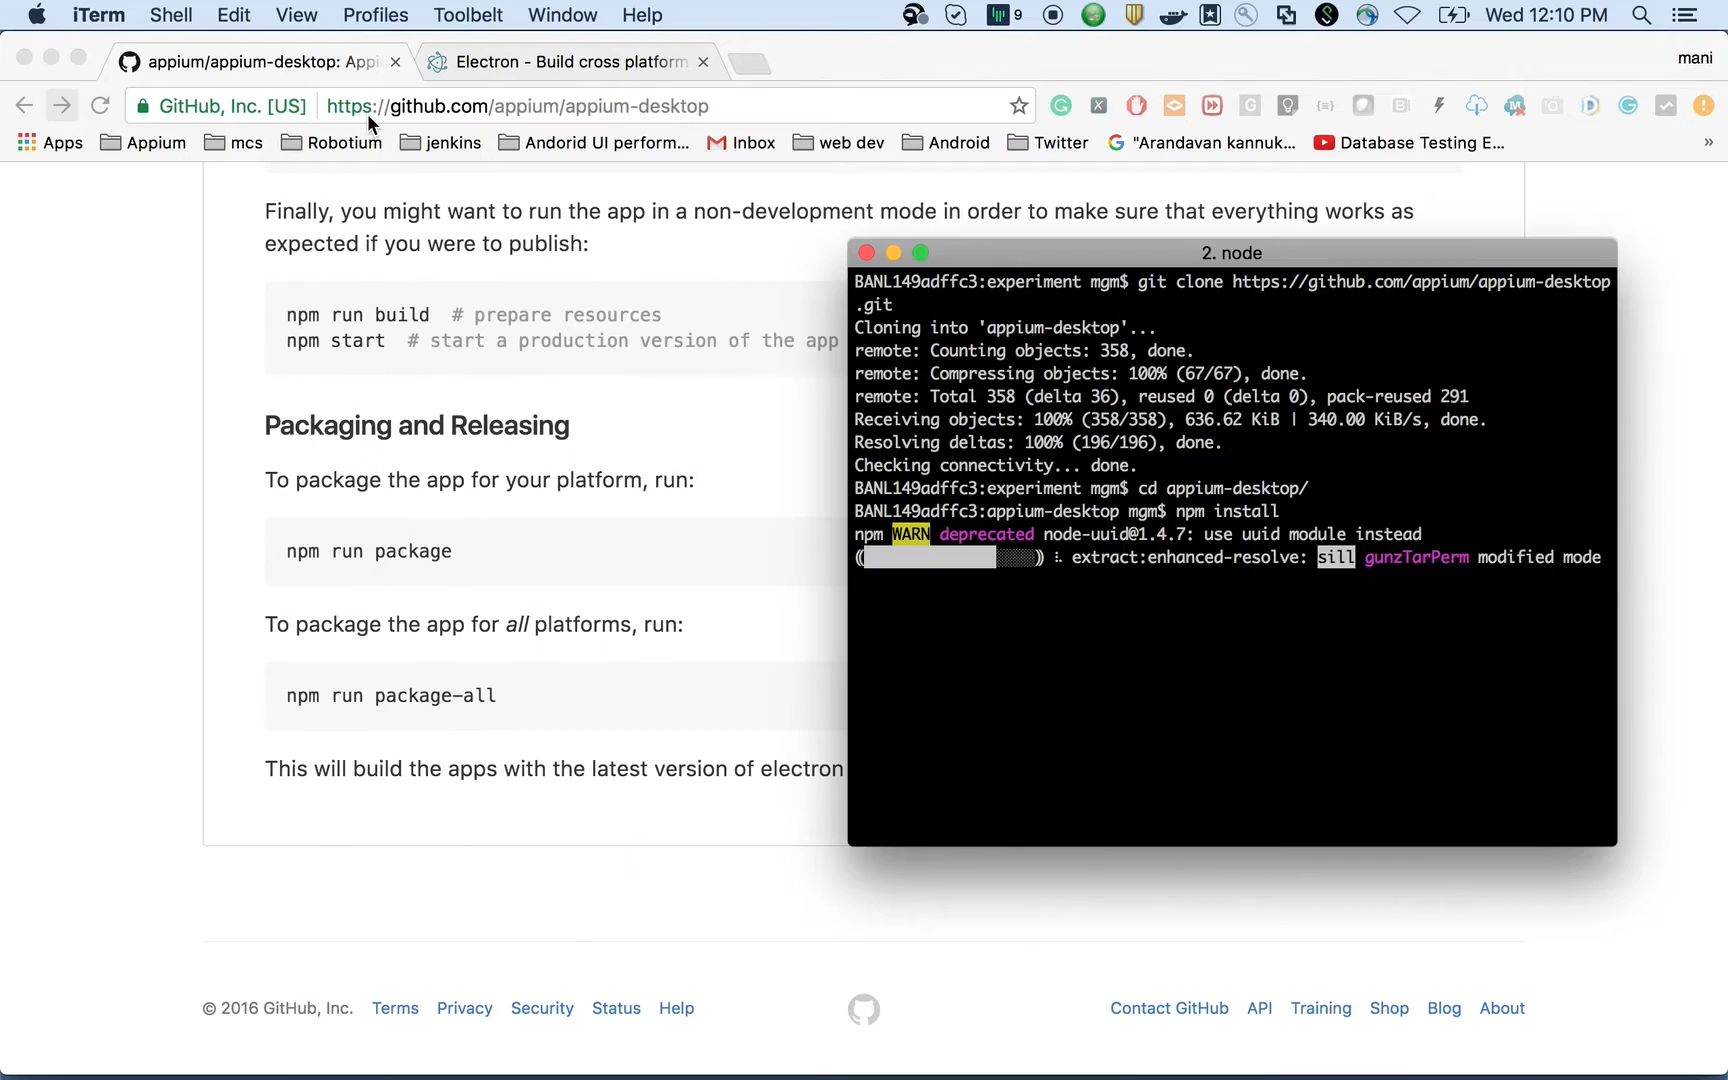 iTerm Shell Edit View Profiles Toolbelt Window Help 9 Wed 12:10 PM
appium/appium-desktop: Appi Electron - Build cross platform mani
GitHub, Inc. [US] https://github.com/appium/appium-desktop
Apps Appium mcs Robotium jenkins Andorid UI perform... Inbox web dev Android Twitter "Arandavan kannuk... Database Testing E... »
Finally, you might want to run the app in a non-development mode in order to make sure that everything works as
expected if you were to publish:
npm run build # prepare resources
npm start # start a production version of the app
Packaging and Releasing
To package the app for your platform, run:
npm run package
To package the app for all platforms, run:
npm run package-all
This will build the apps with the latest version of electron
2. node
BANL149adffc3:experiment mgm$ git clone https://github.com/appium/appium-desktop
.git
Cloning into 'appium-desktop'...
remote: Counting objects: 358, done.
remote: Compressing objects: 100% (67/67), done.
remote: Total 358 (delta 36), reused 0 (delta 0), pack-reused 291
Receiving objects: 100% (358/358), 636.62 KiB | 340.00 KiB/s, done.
Resolving deltas: 100% (196/196), done.
Checking connectivity... done.
BANL149adffc3:experiment mgm$ cd appium-desktop/
BANL149adffc3:appium-desktop mgm$ npm install
npm WARN deprecated node-uuid@1.4.7: use uuid module instead
extract:enhanced-resolve: sill gunzTarPerm modified mode
© 2016 GitHub, Inc. Terms Privacy Security Status Help Contact GitHub API Training Shop Blog About